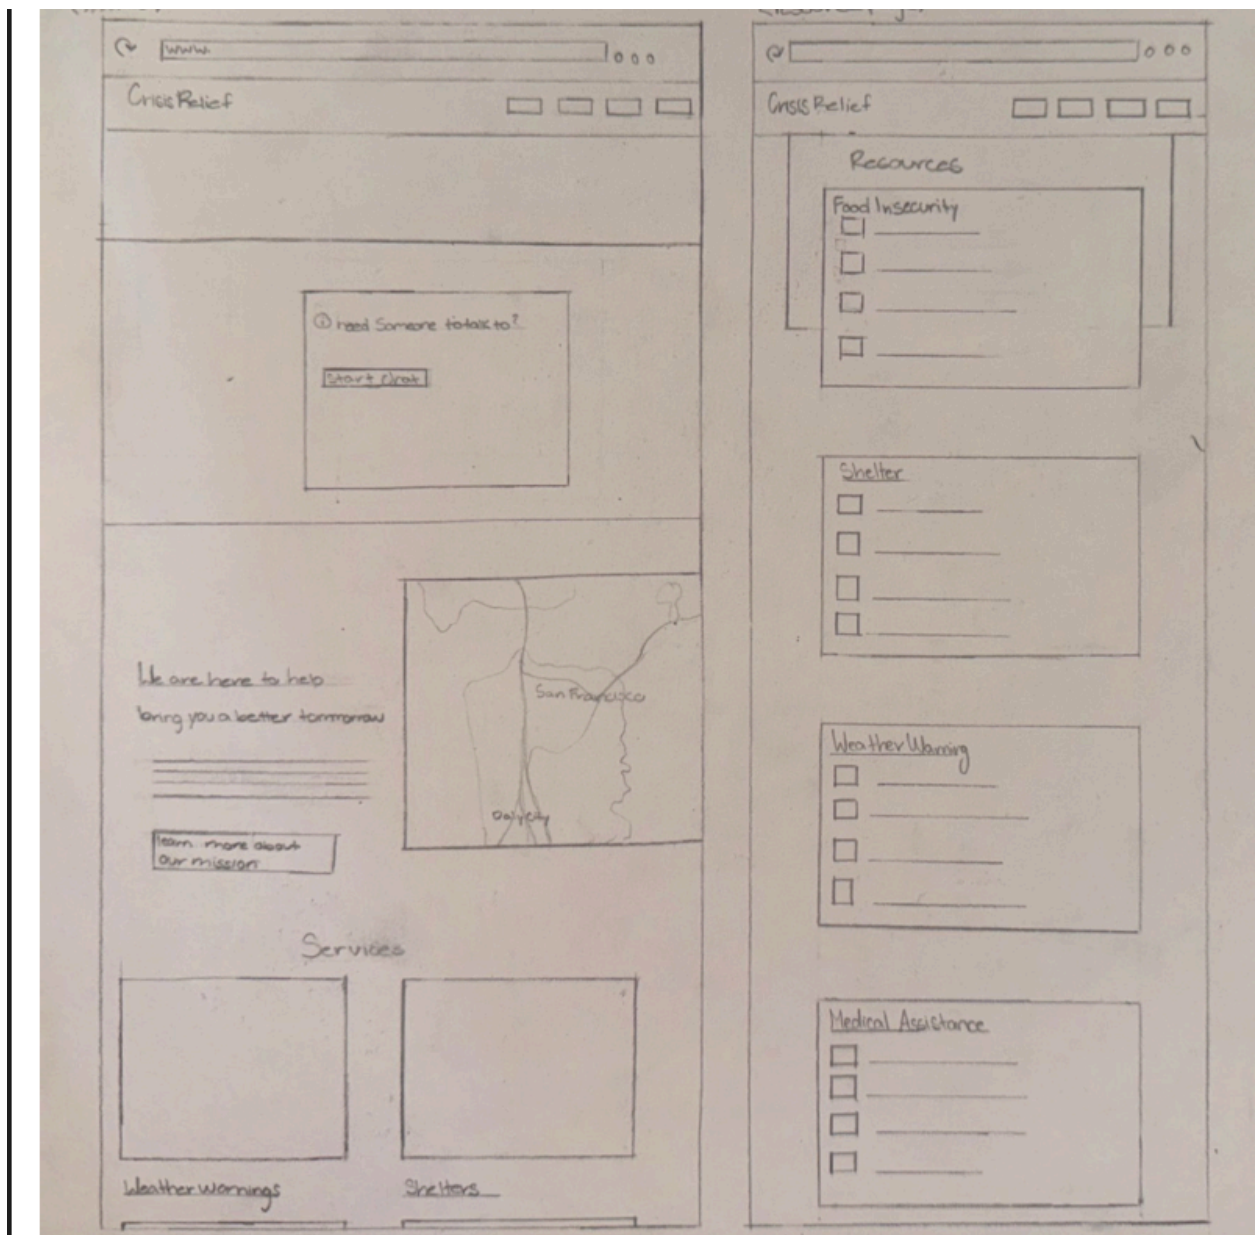 www.
Crisis Relief
need Someone to talk to?
Start Chat
We are here to help
bring you a better tommorow
learn more about
our mission
San Francisco
Daly City
Services
Weather Warnings
Shelters
Crisis Relief
Resources
Food Insecurity
Shelter
Weather Warning
Medical Assistance